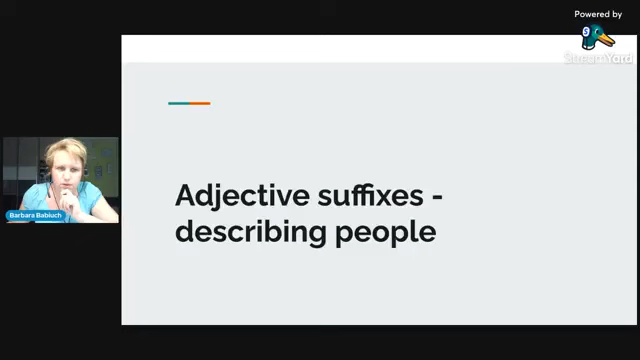 Powered by
StreamYard
Adjective suffixes -
describing people
Barbara Babiuch